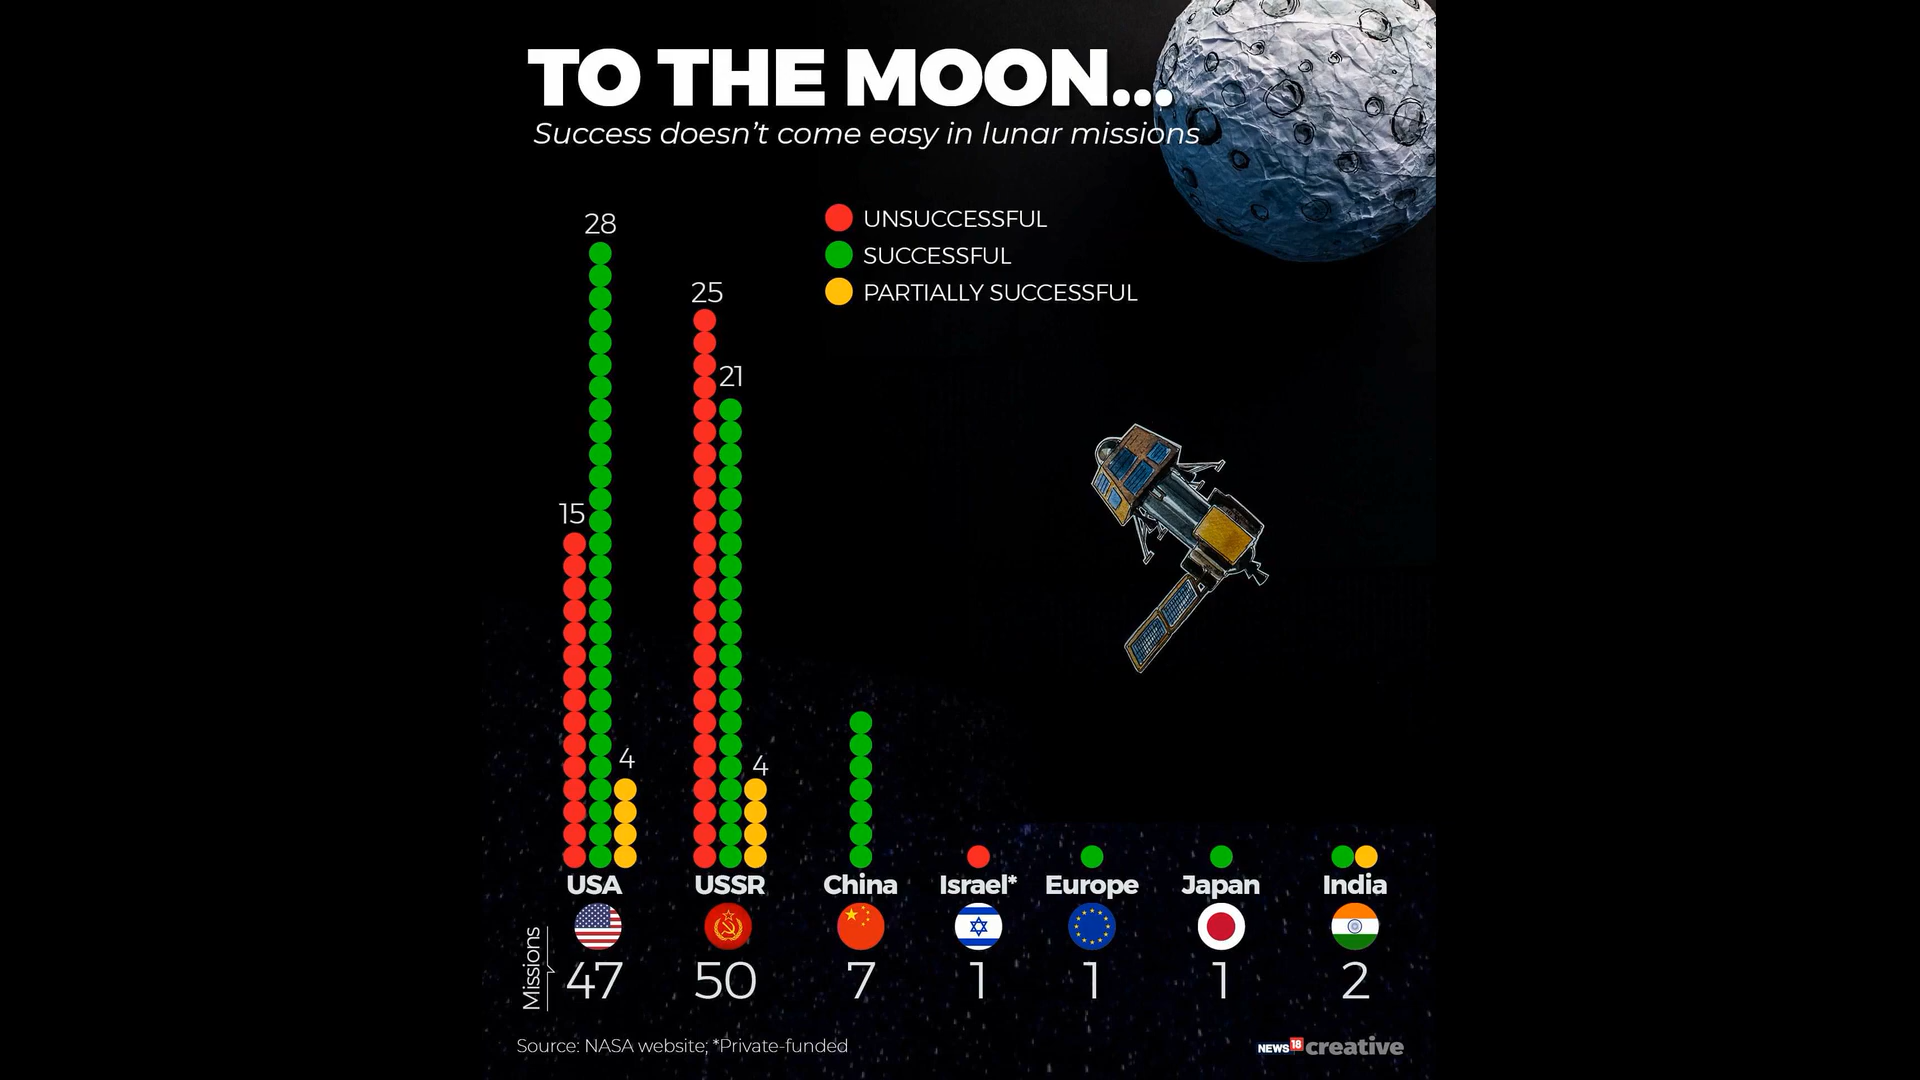 TO THE MOON...
Success doesn't come easy in lunar missions
UNSUCCESSFUL
SUCCESSFUL
PARTIALLY SUCCESSFUL
28
15
4
25
21
4
USA
USSR
China
Israel*
Europe
Japan
India
Missions
47
50
7
1
1
1
2
Source: NASA website; *Private-funded
NEWS18 creative